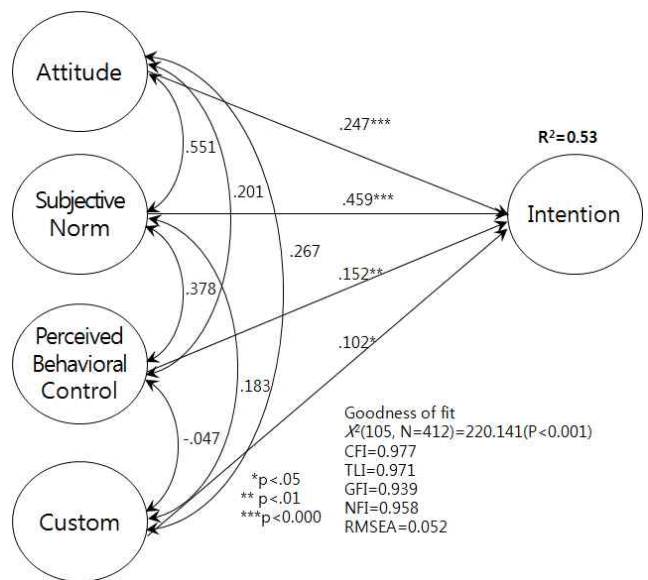 Attitude
.247***
R²=0.53
.551
Subjective
Norm
.201
.459***
Intention
.267
.378
.152**
Perceived
Behavioral
Control
.102*
.183
-.047
Goodness of fit
X²(105, N=412)=220.141(P<0.001)
CFI=0.977
TLI=0.971
GFI=0.939
NFI=0.958
RMSEA=0.052
*p<.05
** p<.01
***p<0.000
Custom